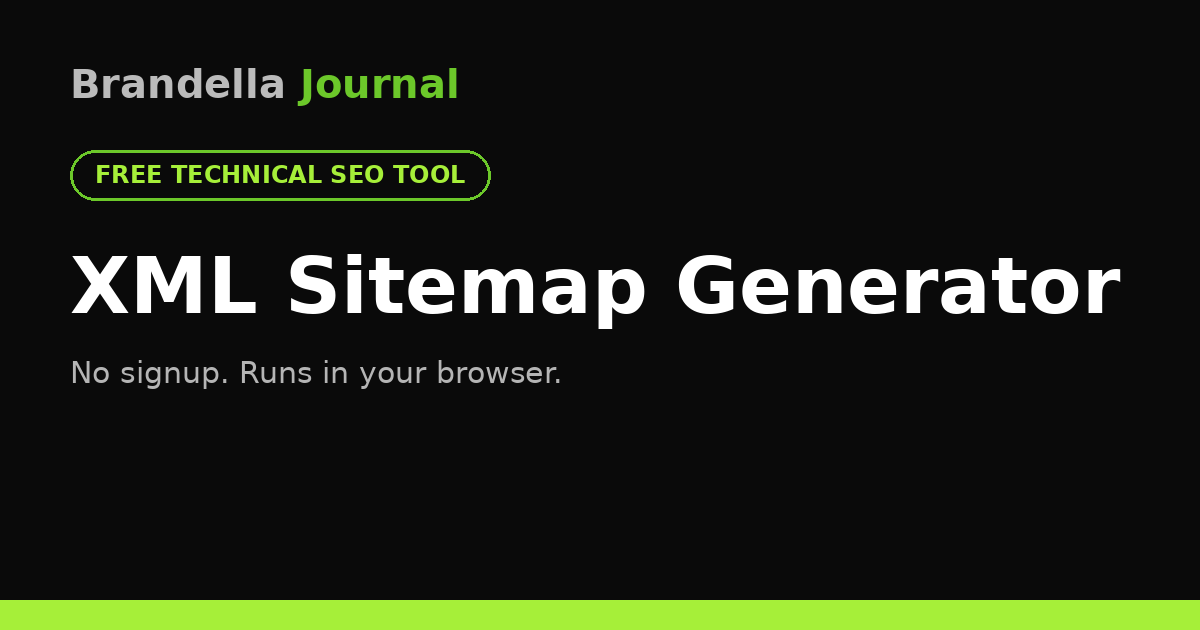 Brandella Journal
FREE TECHNICAL SEO TOOL
XML Sitemap Generator
No signup. Runs in your browser.